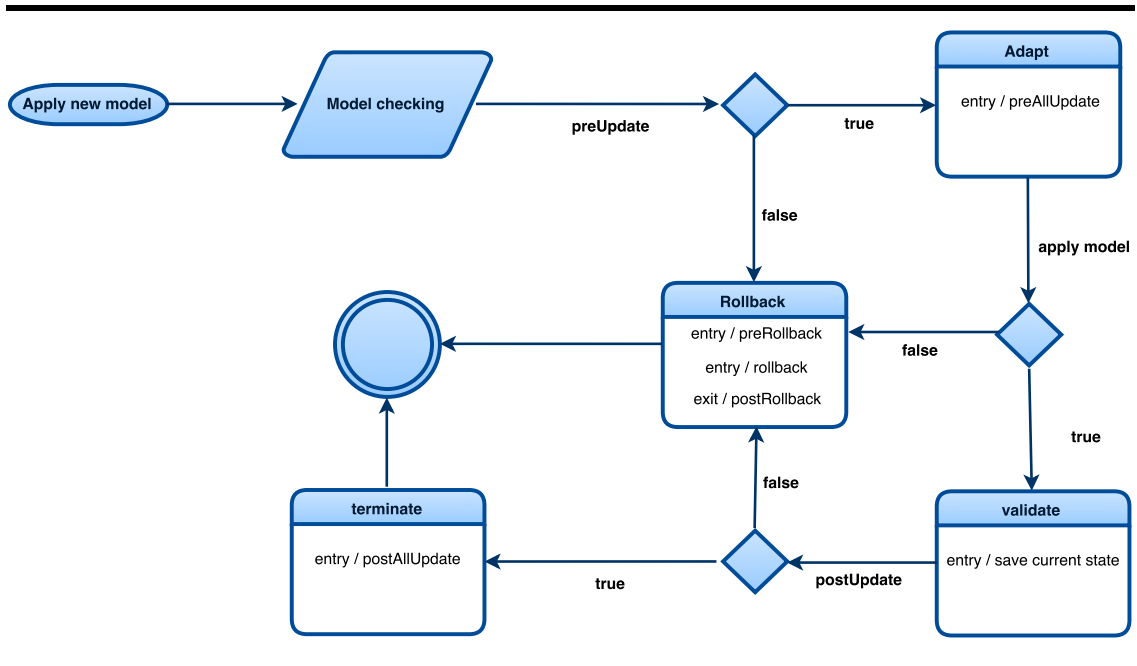 Apply new model
Model checking
preUpdate
true
Adapt
entry / preAllUpdate
false
apply model
Rollback
entry / preRollback
entry / rollback
exit / postRollback
false
true
false
terminate
entry / postAllUpdate
true
postUpdate
validate
entry / save current state